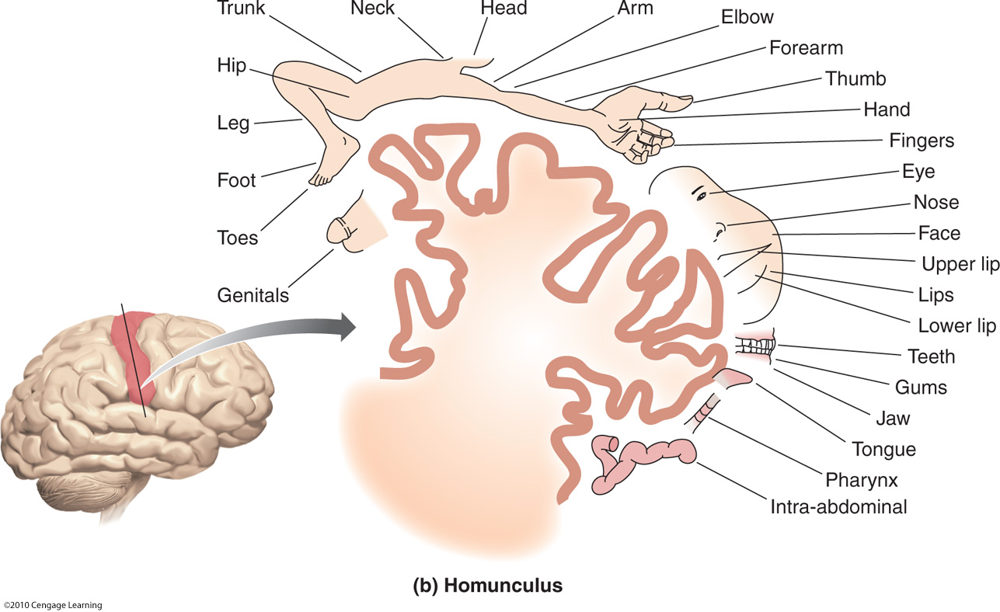 Trunk
Neck
Head
Arm
Elbow
Hip
Forearm
Thumb
Hand
Leg
Fingers
Foot
Eye
Nose
Toes
Face
Upper lip
Genitals
Lips
Lower lip
Teeth
Gums
Jaw
Tongue
Pharynx
Intra-abdominal
(b) Homunculus
©2010 Cengage Learning